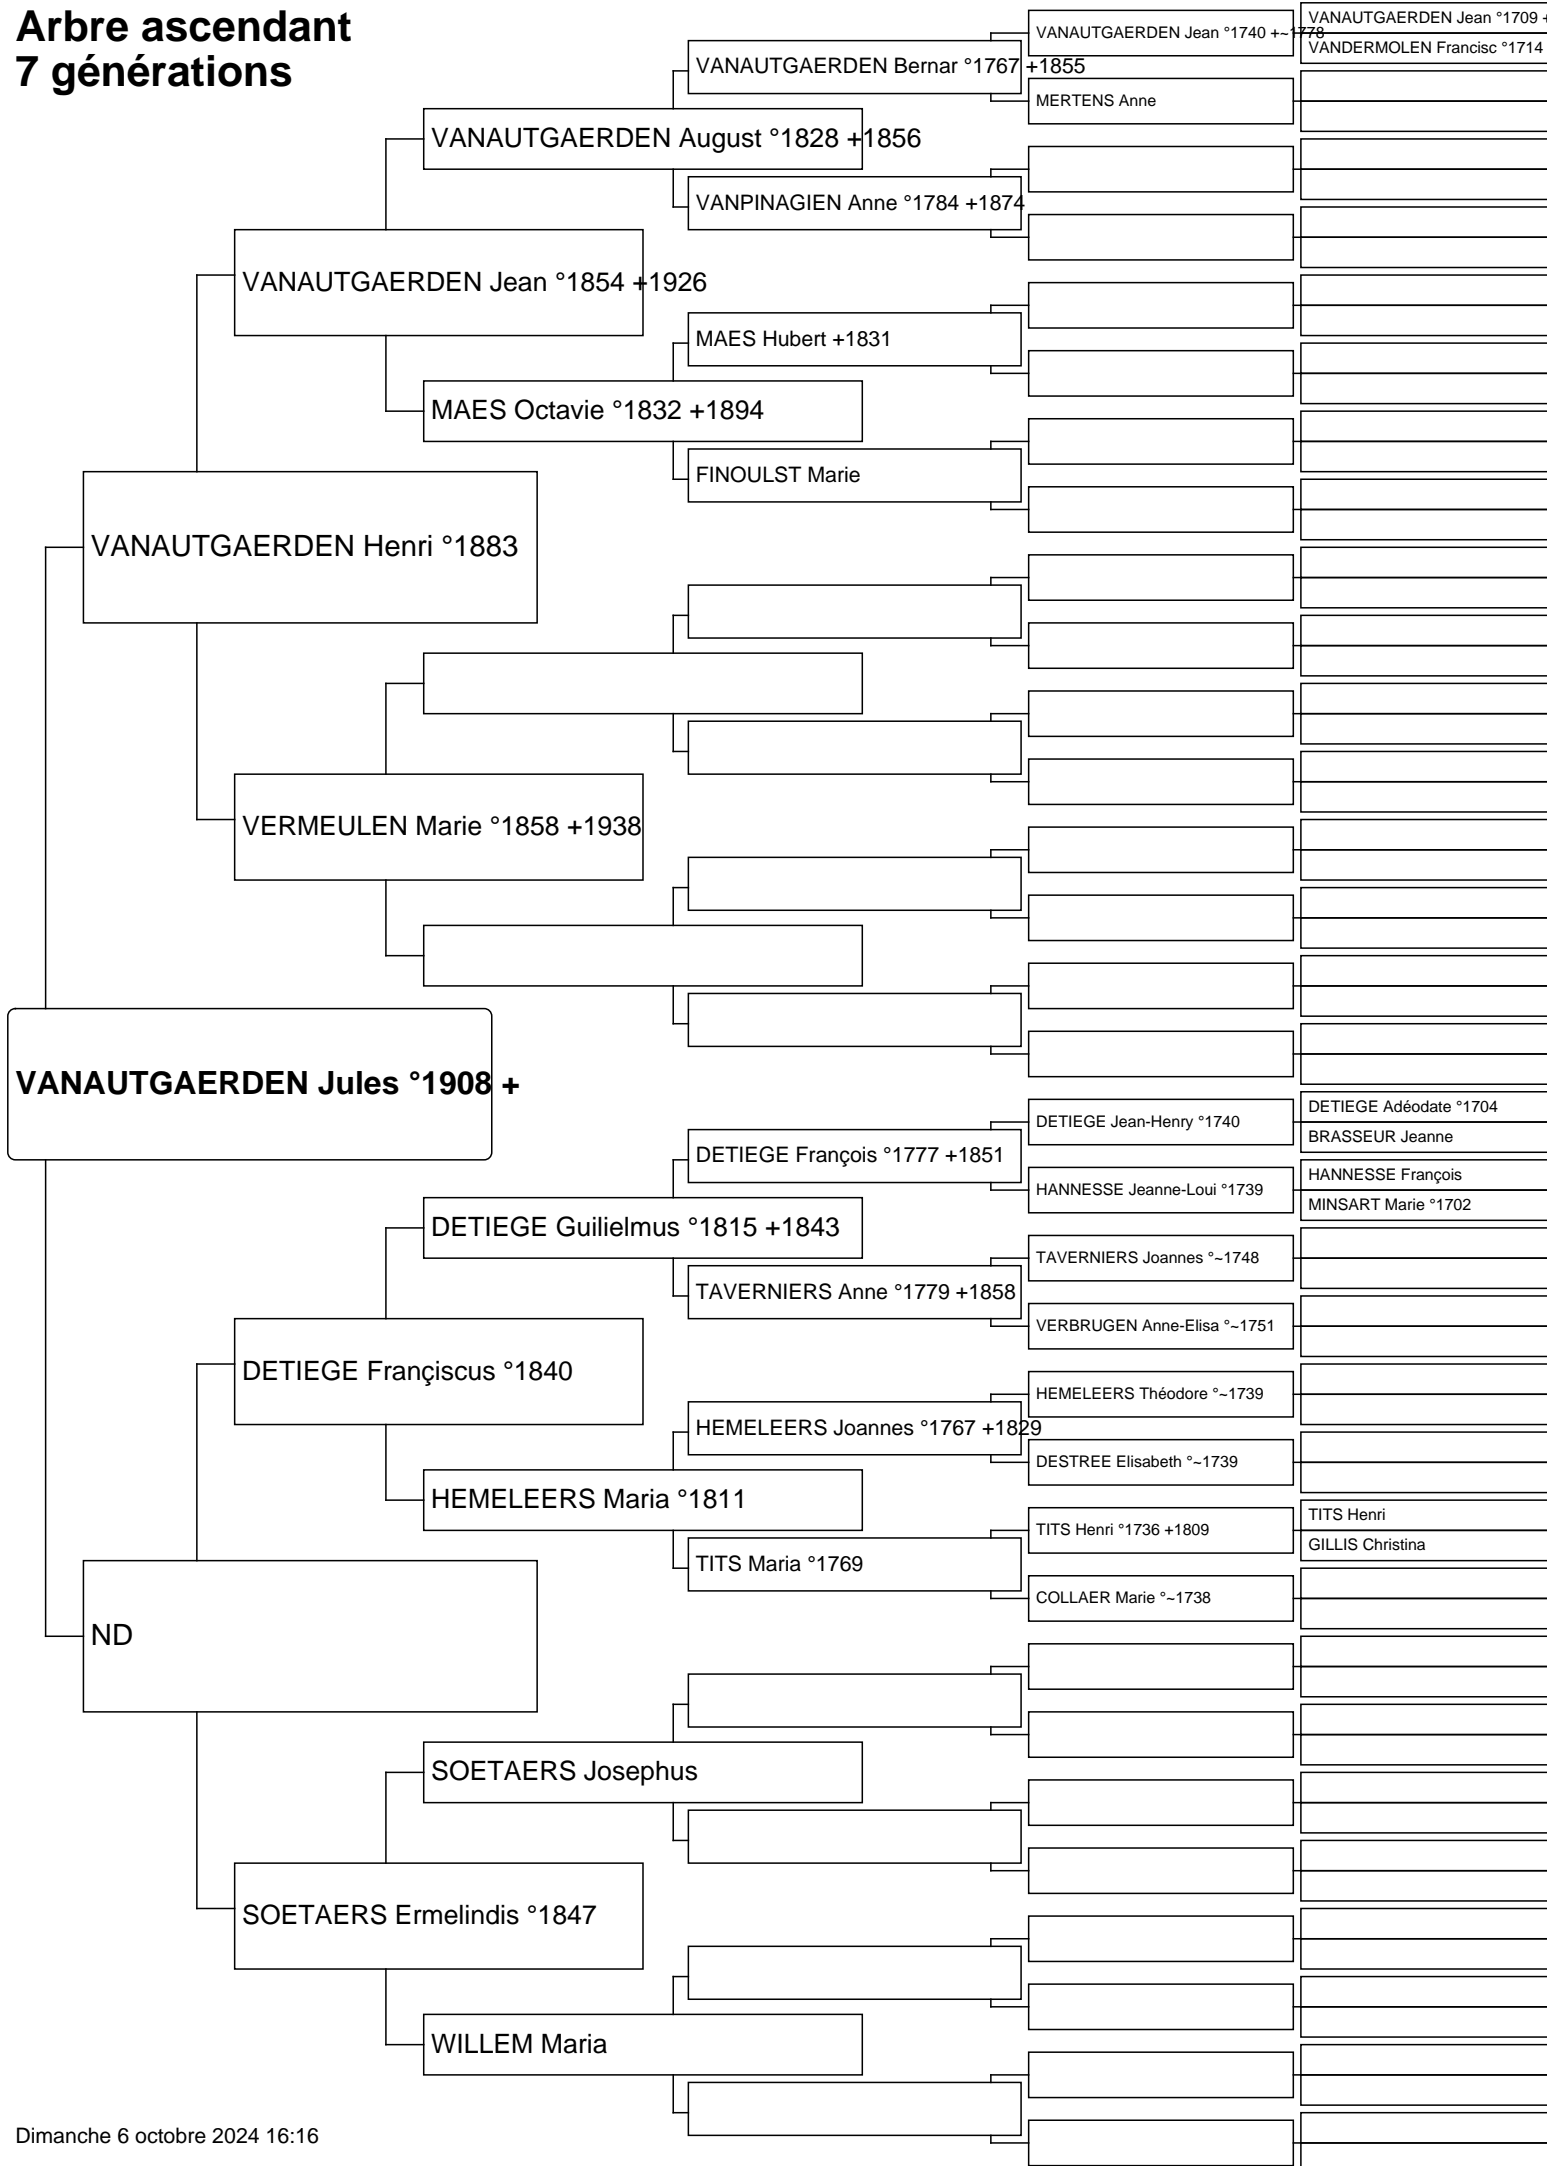 Arbre ascendant
7 générations
VANAUTGAERDEN Jules °1908 +
VANAUTGAERDEN Henri °1883
ND
VANAUTGAERDEN Jean °1854 +1926
VERMEULEN Marie °1858 +1938
DETIEGE Françiscus °1840
SOETAERS Ermelindis °1847
VANAUTGAERDEN August °1828 +1856
MAES Octavie °1832 +1894
DETIEGE Guilielmus °1815 +1843
HEMELEERS Maria °1811
SOETAERS Josephus
WILLEM Maria
VANAUTGAERDEN Bernar °1767 +1855
VANPINAGIEN Anne °1784 +1874
MAES Hubert +1831
FINOULST Marie
DETIEGE François °1777 +1851
TAVERNIERS Anne °1779 +1858
HEMELEERS Joannes °1767 +1829
TITS Maria °1769
VANAUTGAERDEN Jean °1740 +~1778
MERTENS Anne
DETIEGE Jean-Henry °1740
HANNESSE Jeanne-Loui °1739
TAVERNIERS Joannes °~1748
VERBRUGEN Anne-Elisa °~1751
HEMELEERS Théodore °~1739
DESTREE Elisabeth °~1739
TITS Henri °1736 +1809
COLLAER Marie °~1738
VANAUTGAERDEN Jean °1709 +
VANDERMOLEN Francisc °1714
DETIEGE Adéodate °1704
BRASSEUR Jeanne
HANNESSE François
MINSART Marie °1702
TITS Henri
GILLIS Christina
Dimanche 6 octobre 2024 16:16